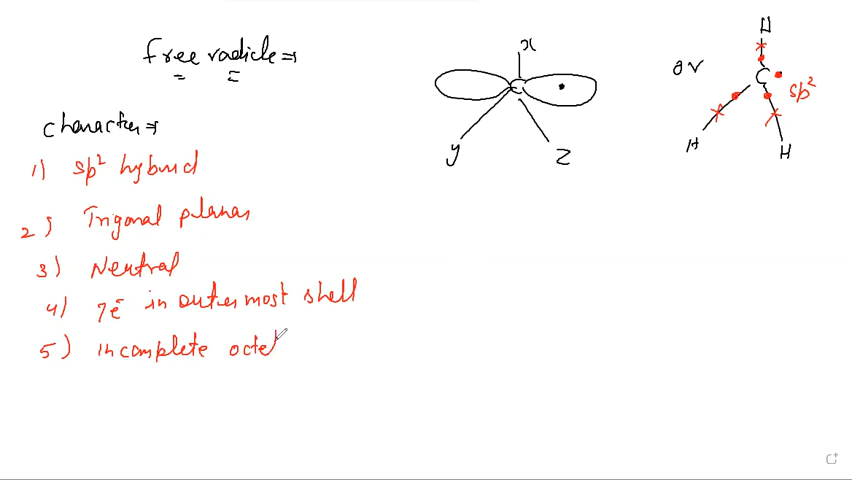 free radicle ⇒
character ⇒
1) sp² hybrid
2) Trigonal planar
3) Neutral
4) 7e⁻ in outermost shell
5) incomplete octet
x
C
y
z
or
H
C
sp²
H
H